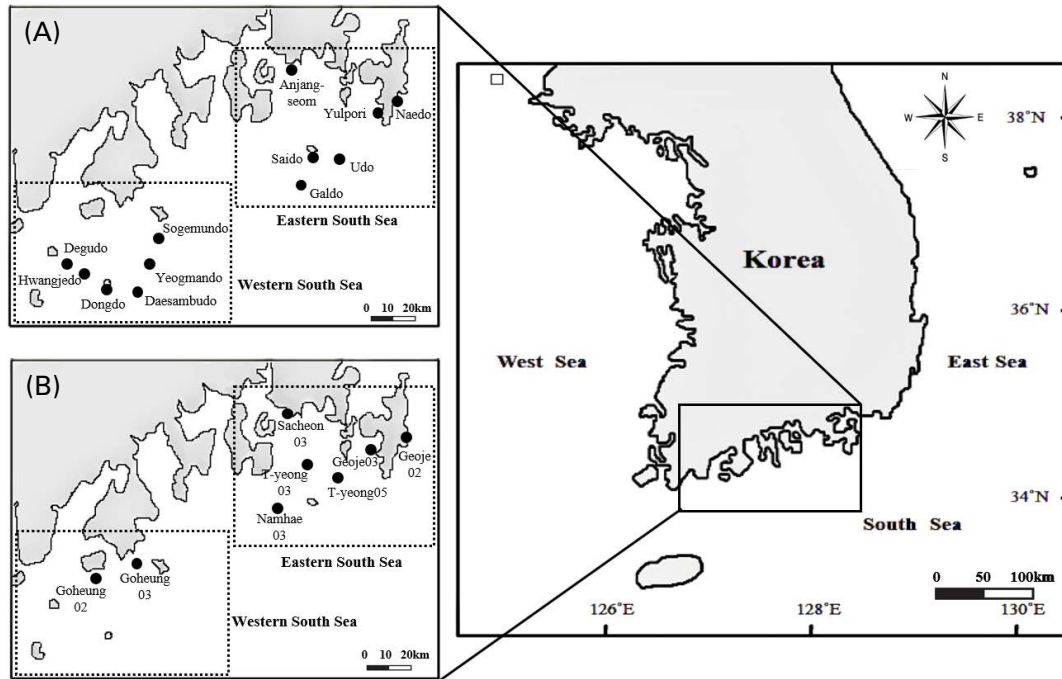 (A)
Anjang-
seom
Yulpori
Naedo
Saido
Udo
Galdo
Eastern South Sea
Sogemundo
Degudo
Hwangjedo
Yeogmando
Dongdo
Daesambudo
Western South Sea
0 10 20km
(B)
Sacheon
03
Geoje03
Geoje
02
T-yeong
03
T-yeong05
Namhae
03
Eastern South Sea
Goheung
02
Goheung
03
Western South Sea
0 10 20km
N
W
E
S
38°N
Korea
36°N
West Sea
East Sea
34°N
South Sea
0 50 100km
126°E
128°E
130°E